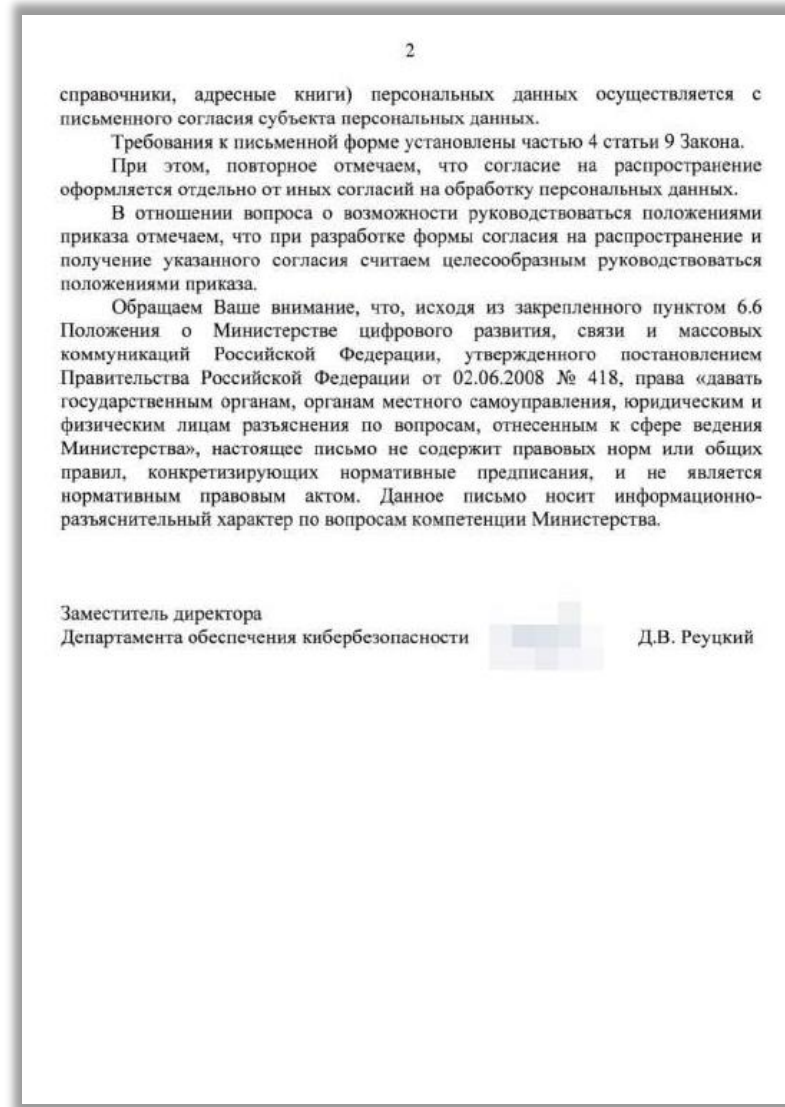 2
справочники, адресные книги) персональных данных осуществляется с
письменного согласия субъекта персональных данных.
Требования к письменной форме установлены частью 4 статьи 9 Закона.
При этом, повторное отмечаем, что согласие на распространение
оформляется отдельно от иных согласий на обработку персональных данных.
В отношении вопроса о возможности руководствоваться положениями
приказа отмечаем, что при разработке формы согласия на распространение и
получение указанного согласия считаем целесообразным руководствоваться
положениями приказа.
Обращаем Ваше внимание, что, исходя из закрепленного пунктом 6.6
Положения о Министерстве цифрового развития, связи и массовых
коммуникаций Российской Федерации, утвержденного постановлением
Правительства Российской Федерации от 02.06.2008 № 418, права «давать
государственным органам, органам местного самоуправления, юридическим и
физическим лицам разъяснения по вопросам, отнесенным к сфере ведения
Министерства», настоящее письмо не содержит правовых норм или общих
правил, конкретизирующих нормативные предписания, и не является
нормативным правовым актом. Данное письмо носит информационно-
разъяснительный характер по вопросам компетенции Министерства.
Заместитель директора
Департамента обеспечения кибербезопасности Д.В. Реуцкий